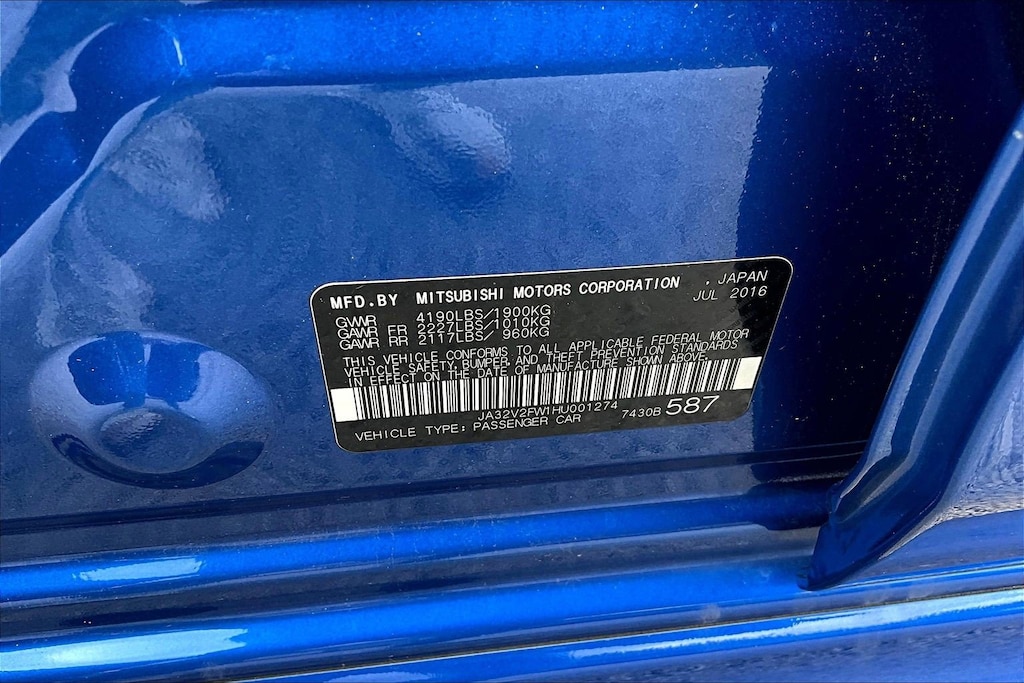 MFD.BY MITSUBISHI MOTORS CORPORATION , JAPAN
JUL 2016
GVWR 4190LBS/1900KG
GAWR FR 2227LBS/1010KG
GAWR RR 2117LBS/ 960KG
THIS VEHICLE CONFORMS TO ALL APPLICABLE FEDERAL MOTOR
VEHICLE SAFETY, BUMPER, AND THEFT PREVENTION STANDARDS
IN EFFECT ON THE DATE OF MANUFACTURE SHOWN ABOVE.
JA32V2FW1HU001274 7430B 587
VEHICLE TYPE: PASSENGER CAR